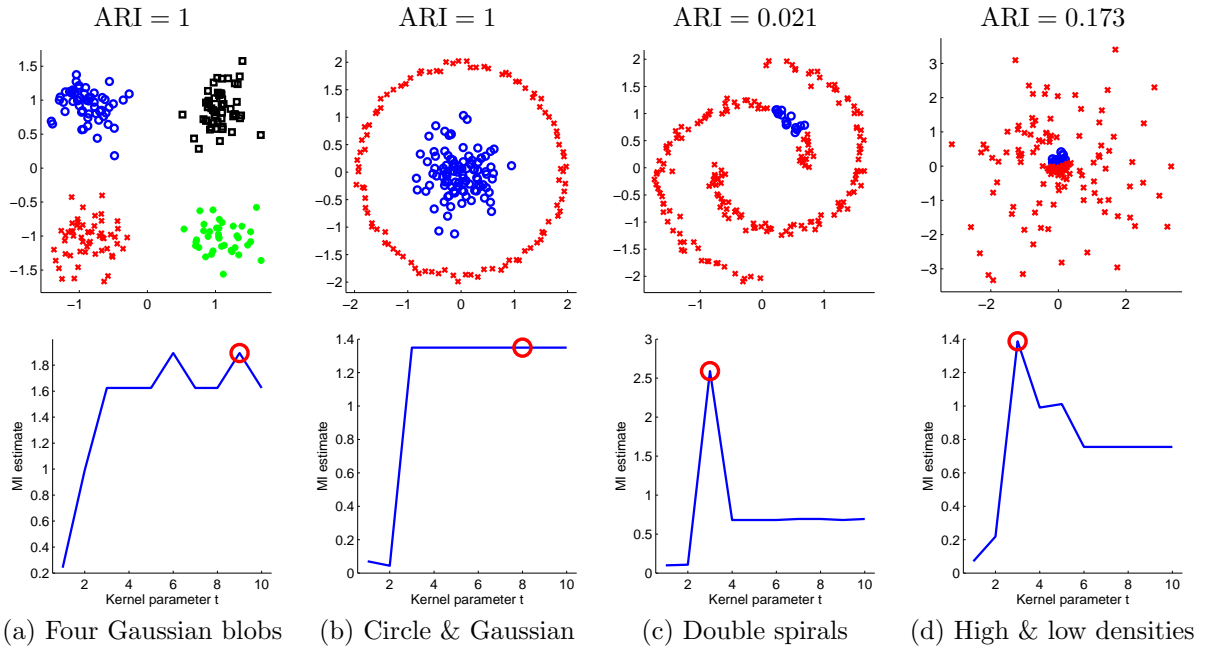 ARI = 1
ARI = 1
ARI = 0.021
ARI = 0.173
1.5
1
0.5
0
−0.5
−1
−1.5
−1 0 1
2
1.5
1
0.5
0
−0.5
−1
−1.5
−2
−2 −1 0 1 2
2
1.5
1
0.5
0
−0.5
−1
−1.5
−2
−1 0 1
4
3
2
1
0
−1
−2
−3
−2 0 2
MI estimate
1.8
1.6
1.4
1.2
1
0.8
0.6
0.4
0.2
2 4 6 8 10
Kernel parameter t
MI estimate
1.4
1.2
1
0.8
0.6
0.4
0.2
0
2 4 6 8 10
Kernel parameter t
MI estimate
2.5
2
1.5
1
0.5
0
2 4 6 8 10
Kernel parameter t
MI estimate
1.4
1.2
1
0.8
0.6
0.4
0.2
0
2 4 6 8 10
Kernel parameter t
(a) Four Gaussian blobs
(b) Circle & Gaussian
(c) Double spirals
(d) High & low densities